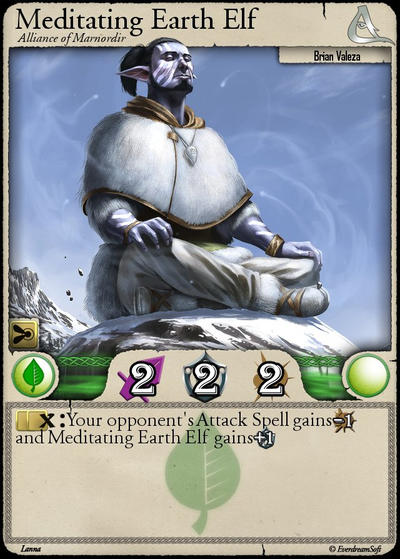 Meditating Earth Elf
Alliance of Marnordir
Brian Valeza
2 2 2
X :Your opponent's Attack Spell gains -1
and Meditating Earth Elf gains +1
Lanna © EverdreamSoft